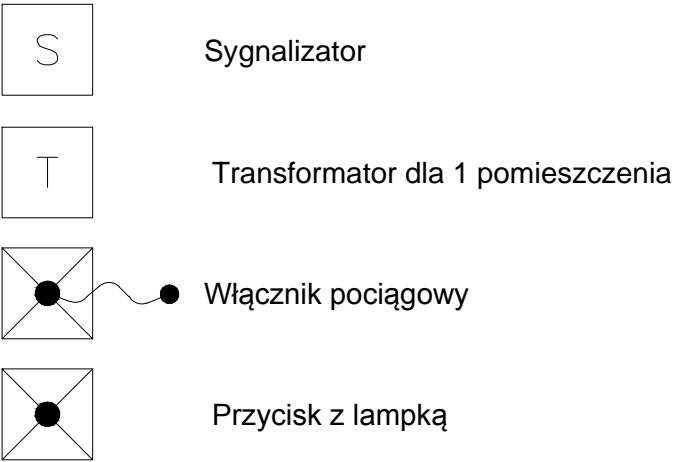 S Sygnalizator
T Transformator dla 1 pomieszczenia
Włącznik pociągowy
Przycisk z lampką